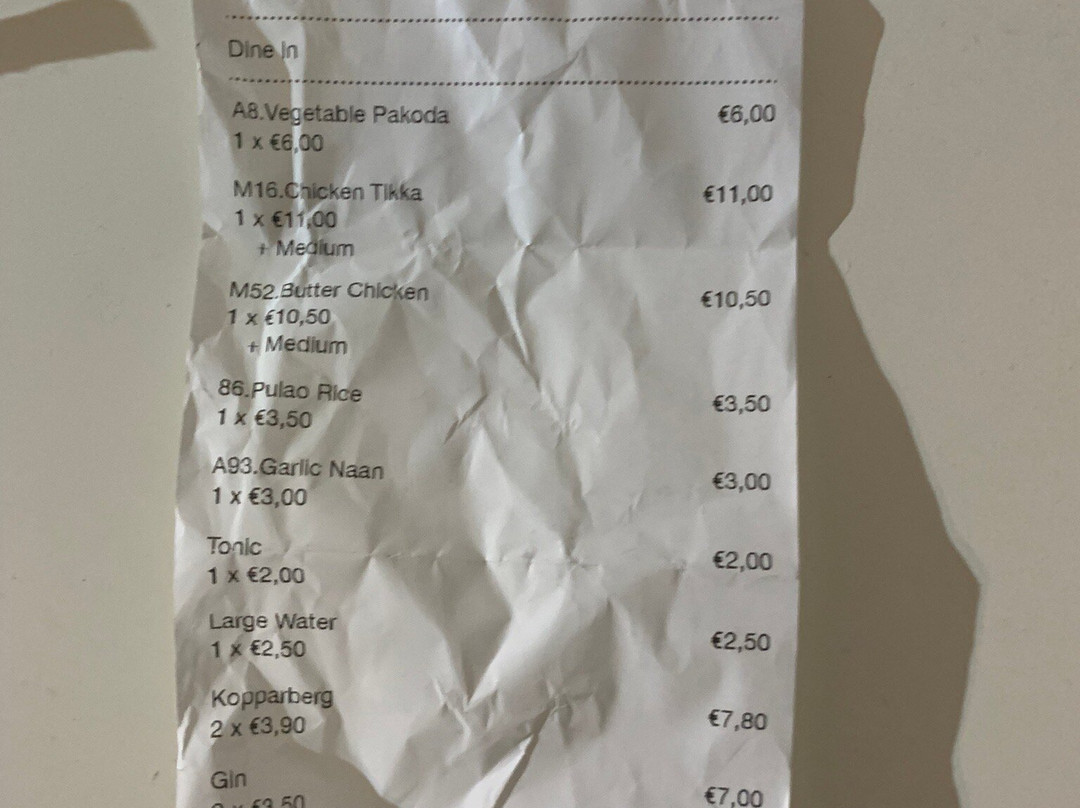 Dine In
A8.Vegetable Pakoda €6,00
1 x €6,00
M16.Chicken Tikka €11,00
1 x €11,00
+ Medium
M52.Butter Chicken €10,50
1 x €10,50
+ Medium
86.Pulao Rice €3,50
1 x €3,50
A93.Garlic Naan €3,00
1 x €3,00
Tonic €2,00
1 x €2,00
Large Water €2,50
1 x €2,50
Kopparberg €7,80
2 x €3,90
Gin €7,00
2 x €3,50